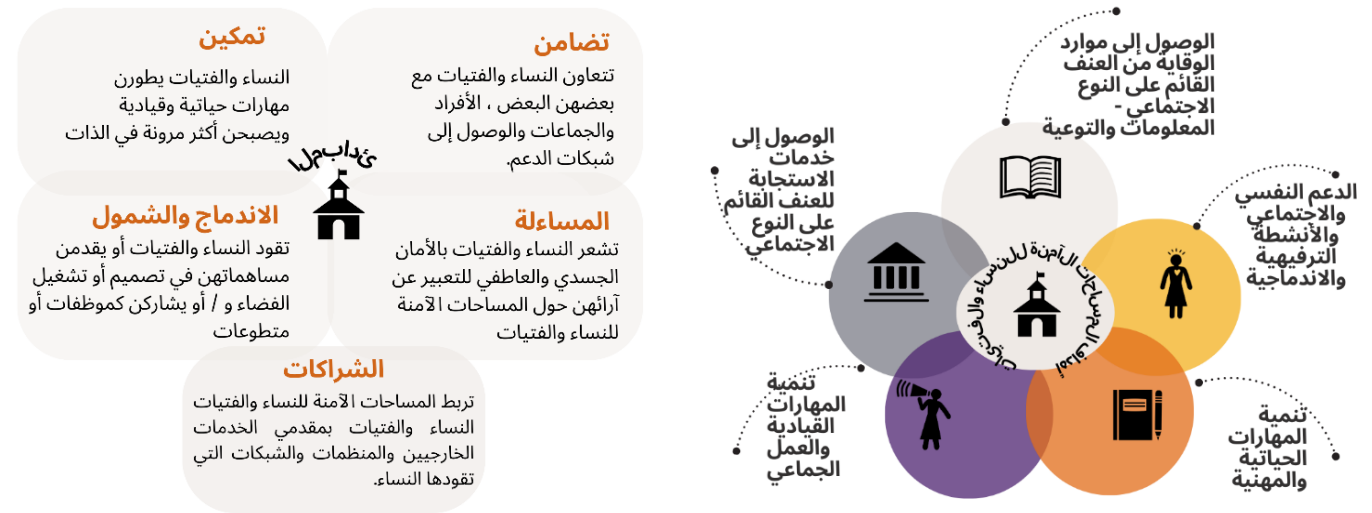 الوصول إلى موارد
الوقاية من العنف
القائم على النوع
الاجتماعي -
المعلومات والتوعية
الدعم النفسي
والاجتماعي
والأنشطة
الترفيهية
والاندماجية
تنمية
المهارات
الحياتية
والمهنية
تنمية
المهارات
القيادية
والعمل
الجماعي
الوصول إلى
خدمات
الاستجابة
للعنف القائم
على النوع
الاجتماعي
أهداف المساحات الآمنة للنساء والفتيات
المبادئ
تضامن
تتعاون النساء والفتيات مع
بعضهن البعض ، الأفراد
والجماعات والوصول إلى
شبكات الدعم.
تمكين
النساء والفتيات يطورن
مهارات حياتية وقيادية
ويصبحن أكثر مرونة في الذات
المساءلة
تشعر النساء والفتيات بالأمان
الجسدي والعاطفي للتعبير عن
آرائهن حول المساحات الآمنة
للنساء والفتيات
الاندماج والشمول
تقود النساء والفتيات أو يقدمن
مساهماتهن في تصميم أو تشغيل
الفضاء و / أو يشاركن كموظفات أو
متطوعات
الشراكات
تربط المساحات الآمنة للنساء والفتيات
النساء والفتيات بمقدمي الخدمات
الخارجيين والمنظمات والشبكات التي
تقودها النساء.